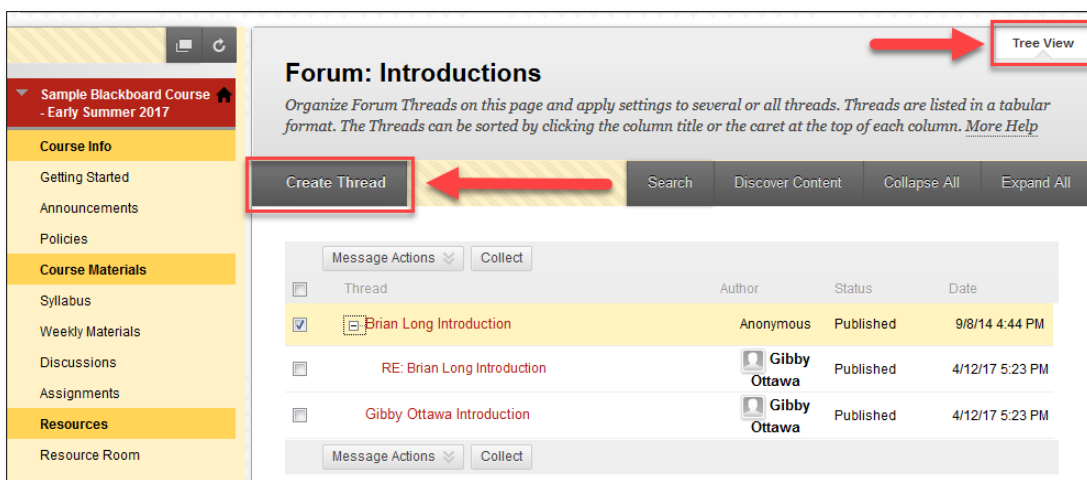 Tree View
Sample Blackboard Course
- Early Summer 2017
Course Info
Getting Started
Announcements
Policies
Course Materials
Syllabus
Weekly Materials
Discussions
Assignments
Resources
Resource Room
Forum: Introductions
Organize Forum Threads on this page and apply settings to several or all threads. Threads are listed in a tabular
format. The Threads can be sorted by clicking the column title or the caret at the top of each column. More Help
Create Thread Search Discover Content Collapse All Expand All
Message Actions Collect
Thread Author Status Date
Brian Long Introduction Anonymous Published 9/8/14 4:44 PM
RE: Brian Long Introduction Gibby Ottawa Published 4/12/17 5:23 PM
Gibby Ottawa Introduction Gibby Ottawa Published 4/12/17 5:23 PM
Message Actions Collect